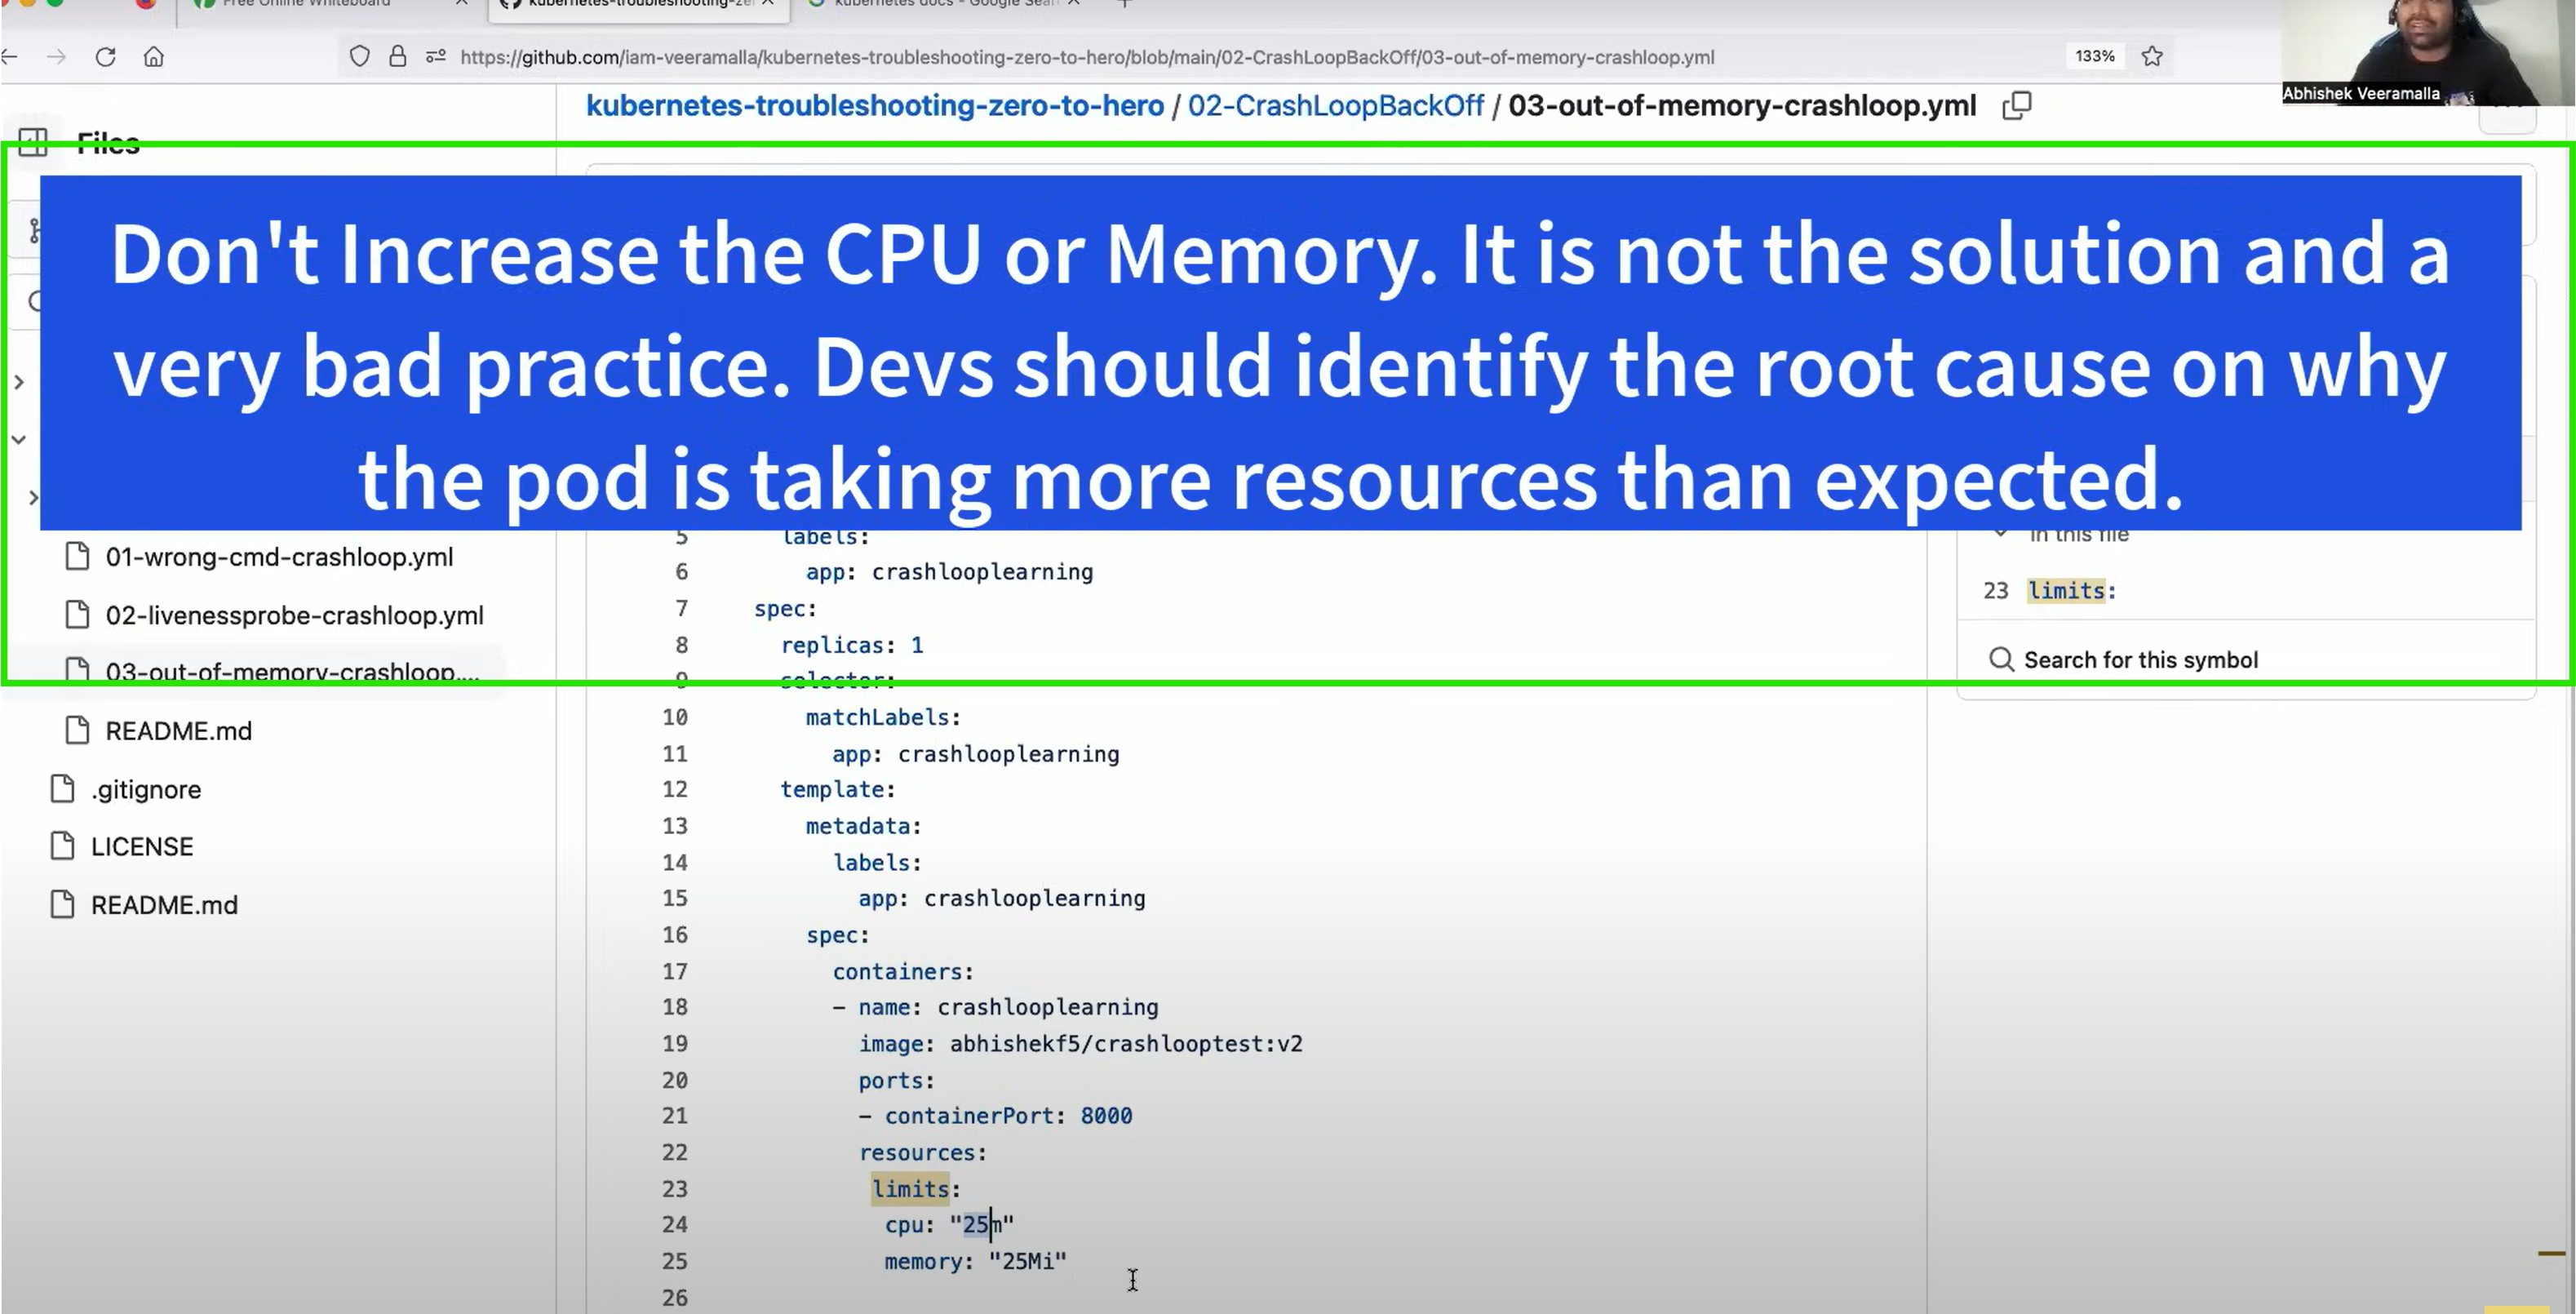 Free Online Whiteboard
kubernetes-troubleshooting-zer
kubernetes docs - Google Sear
https://github.com/iam-veeramalla/kubernetes-troubleshooting-zero-to-hero/blob/main/02-CrashLoopBackOff/03-out-of-memory-crashloop.yml
133%
Abhishek Veeramalla
kubernetes-troubleshooting-zero-to-hero / 02-CrashLoopBackOff / 03-out-of-memory-crashloop.yml
Files
Don't Increase the CPU or Memory. It is not the solution and a
very bad practice. Devs should identify the root cause on why
the pod is taking more resources than expected.
01-wrong-cmd-crashloop.yml
02-livenessprobe-crashloop.yml
03-out-of-memory-crashloop....
README.md
.gitignore
LICENSE
README.md
5 labels:
6 app: crashlooplearning
7 spec:
8 replicas: 1
9 selector:
10 matchLabels:
11 app: crashlooplearning
12 template:
13 metadata:
14 labels:
15 app: crashlooplearning
16 spec:
17 containers:
18 - name: crashlooplearning
19 image: abhishekf5/crashlooptest:v2
20 ports:
21 - containerPort: 8000
22 resources:
23 limits:
24 cpu: "25m"
25 memory: "25Mi"
26
In this file
23 limits:
Search for this symbol